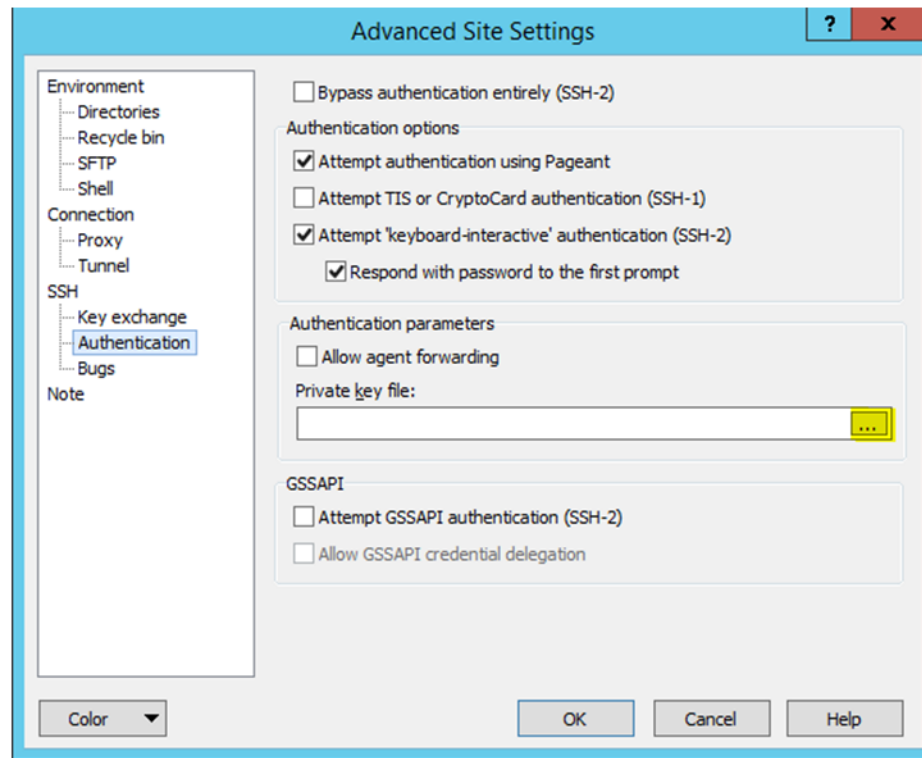 Advanced Site Settings
?
x
Environment
Directories
Recycle bin
SFTP
Shell
Connection
Proxy
Tunnel
SSH
Key exchange
Authentication
Bugs
Note
Bypass authentication entirely (SSH-2)
Authentication options
Attempt authentication using Pageant
Attempt TIS or CryptoCard authentication (SSH-1)
Attempt 'keyboard-interactive' authentication (SSH-2)
Respond with password to the first prompt
Authentication parameters
Allow agent forwarding
Private key file:
...
GSSAPI
Attempt GSSAPI authentication (SSH-2)
Allow GSSAPI credential delegation
Color
OK
Cancel
Help